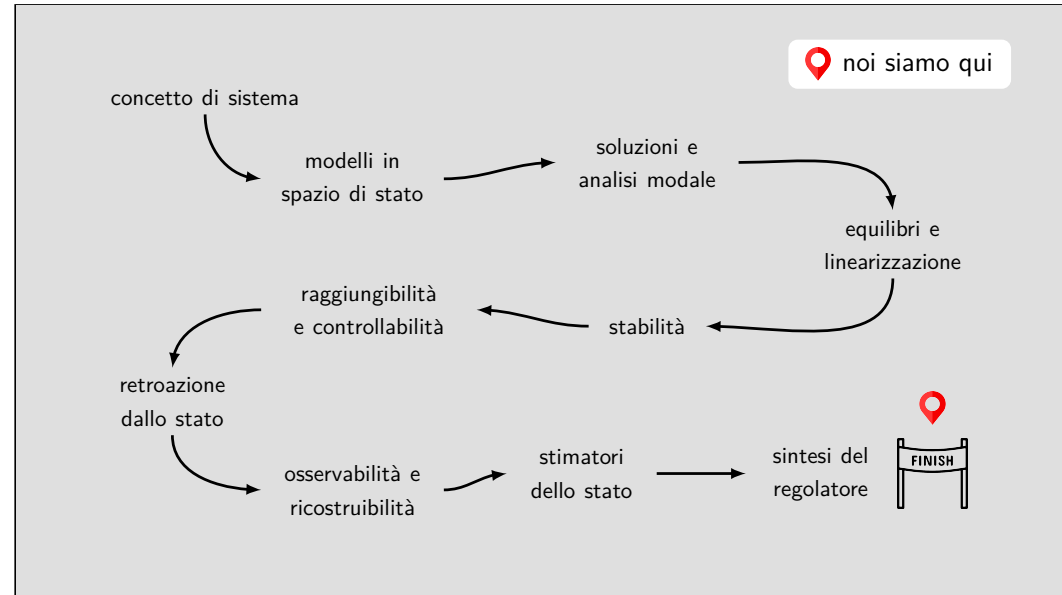 noi siamo qui
concetto di sistema
modelli in
spazio di stato
soluzioni e
analisi modale
equilibri e
linearizzazione
stabilità
raggiungibilità
e controllabilità
retroazione
dallo stato
osservabilità e
ricostruibilità
stimatori
dello stato
sintesi del
regolatore
FINISH